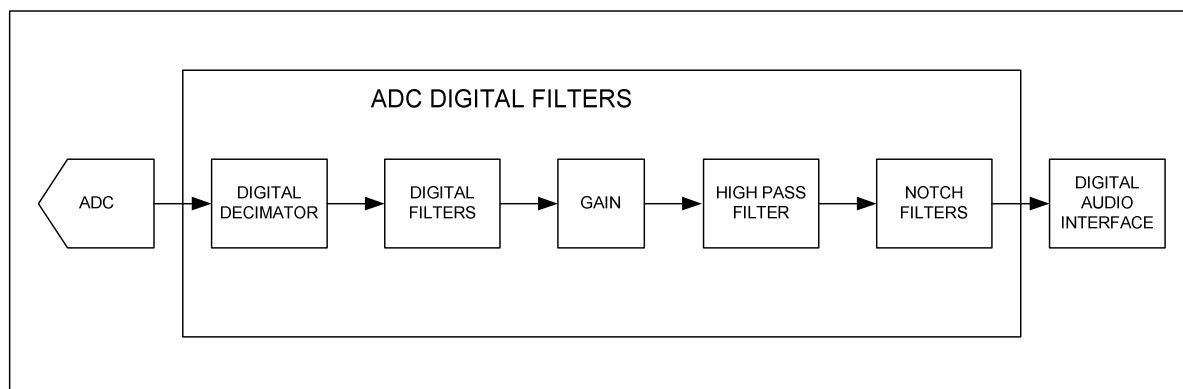 ADC DIGITAL FILTERS
ADC
DIGITAL
DECIMATOR
DIGITAL
FILTERS
GAIN
HIGH PASS
FILTER
NOTCH
FILTERS
DIGITAL
AUDIO
INTERFACE